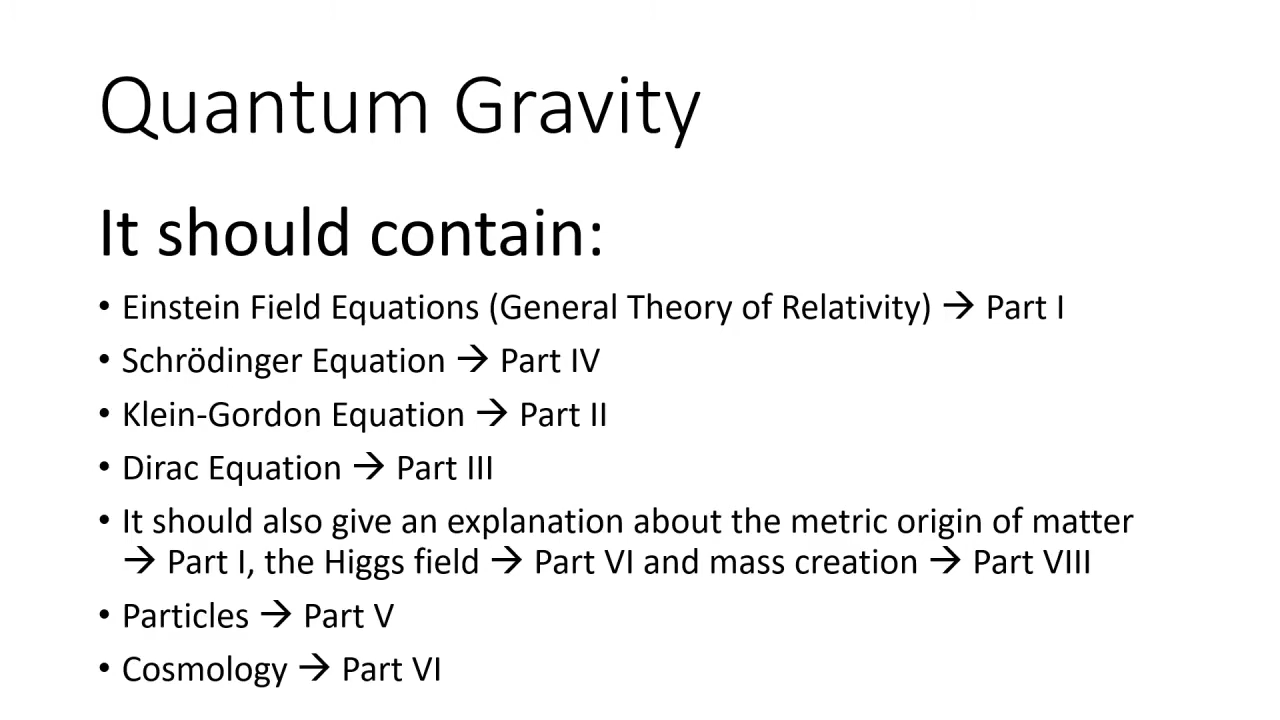 Quantum Gravity
It should contain:
• Einstein Field Equations (General Theory of Relativity) → Part I
• Schrödinger Equation → Part IV
• Klein-Gordon Equation → Part II
• Dirac Equation → Part III
• It should also give an explanation about the metric origin of matter
→ Part I, the Higgs field → Part VI and mass creation → Part VIII
• Particles → Part V
• Cosmology → Part VI